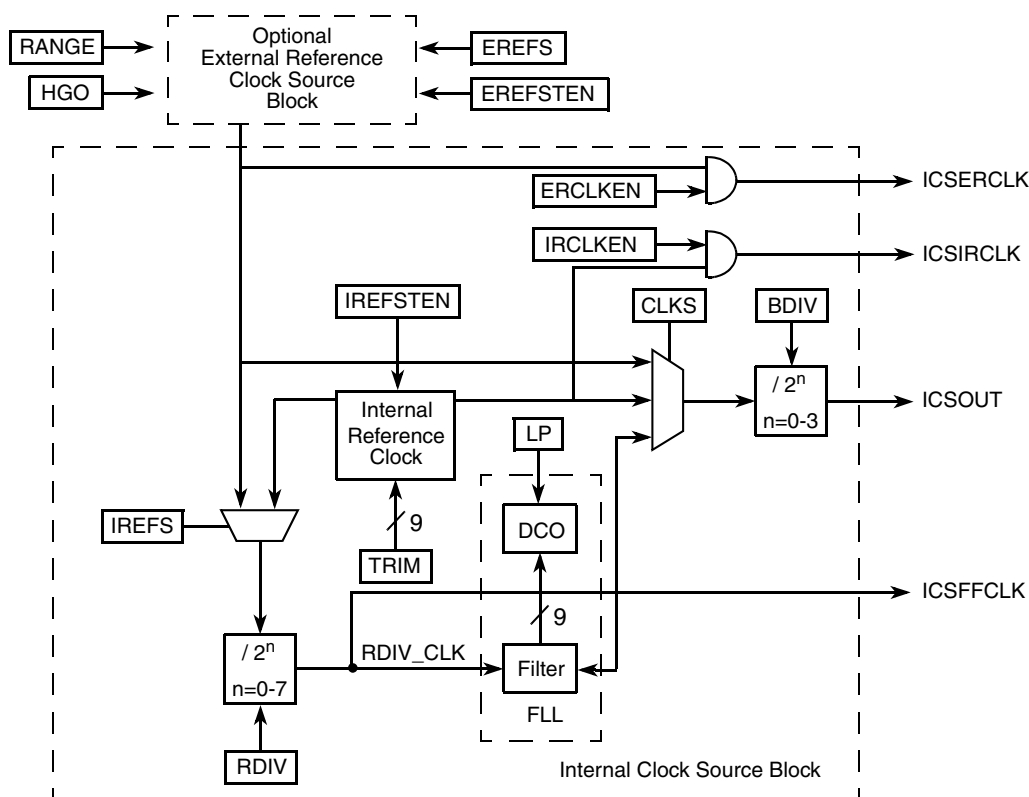 Optional
External Reference
Clock Source
Block
RANGE
HGO
EREFS
EREFSTEN
ERCLKEN
ICSERCLK
IRCLKEN
ICSIRCLK
IREFSTEN
CLKS
BDIV
/ 2n
n=0-3
ICSOUT
Internal
Reference
Clock
LP
DCO
IREFS
9
TRIM
ICSFFCLK
9
/ 2n
n=0-7
RDIV_CLK
Filter
FLL
RDIV
Internal Clock Source Block